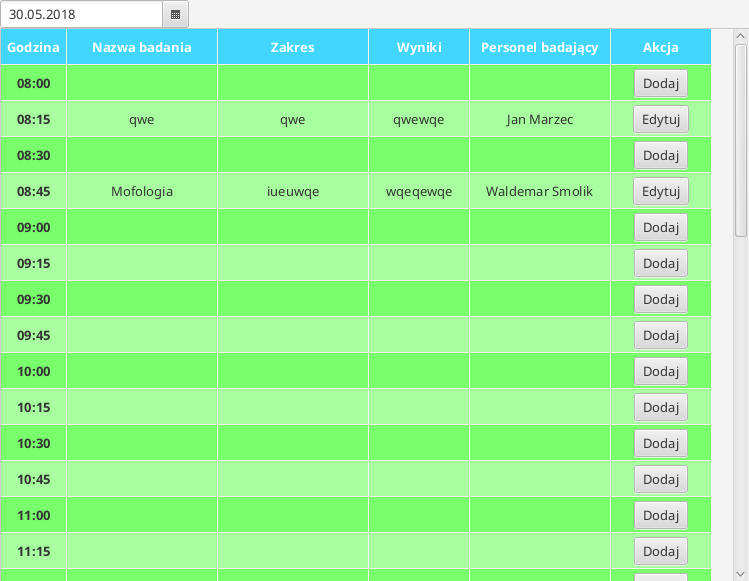 30.05.2018
Godzina Nazwa badania Zakres Wyniki Personel badający Akcja
08:00 Dodaj
08:15 qwe qwe qwewqe Jan Marzec Edytuj
08:30 Dodaj
08:45 Mofologia iueuwqe wqeqewqe Waldemar Smolik Edytuj
09:00 Dodaj
09:15 Dodaj
09:30 Dodaj
09:45 Dodaj
10:00 Dodaj
10:15 Dodaj
10:30 Dodaj
10:45 Dodaj
11:00 Dodaj
11:15 Dodaj